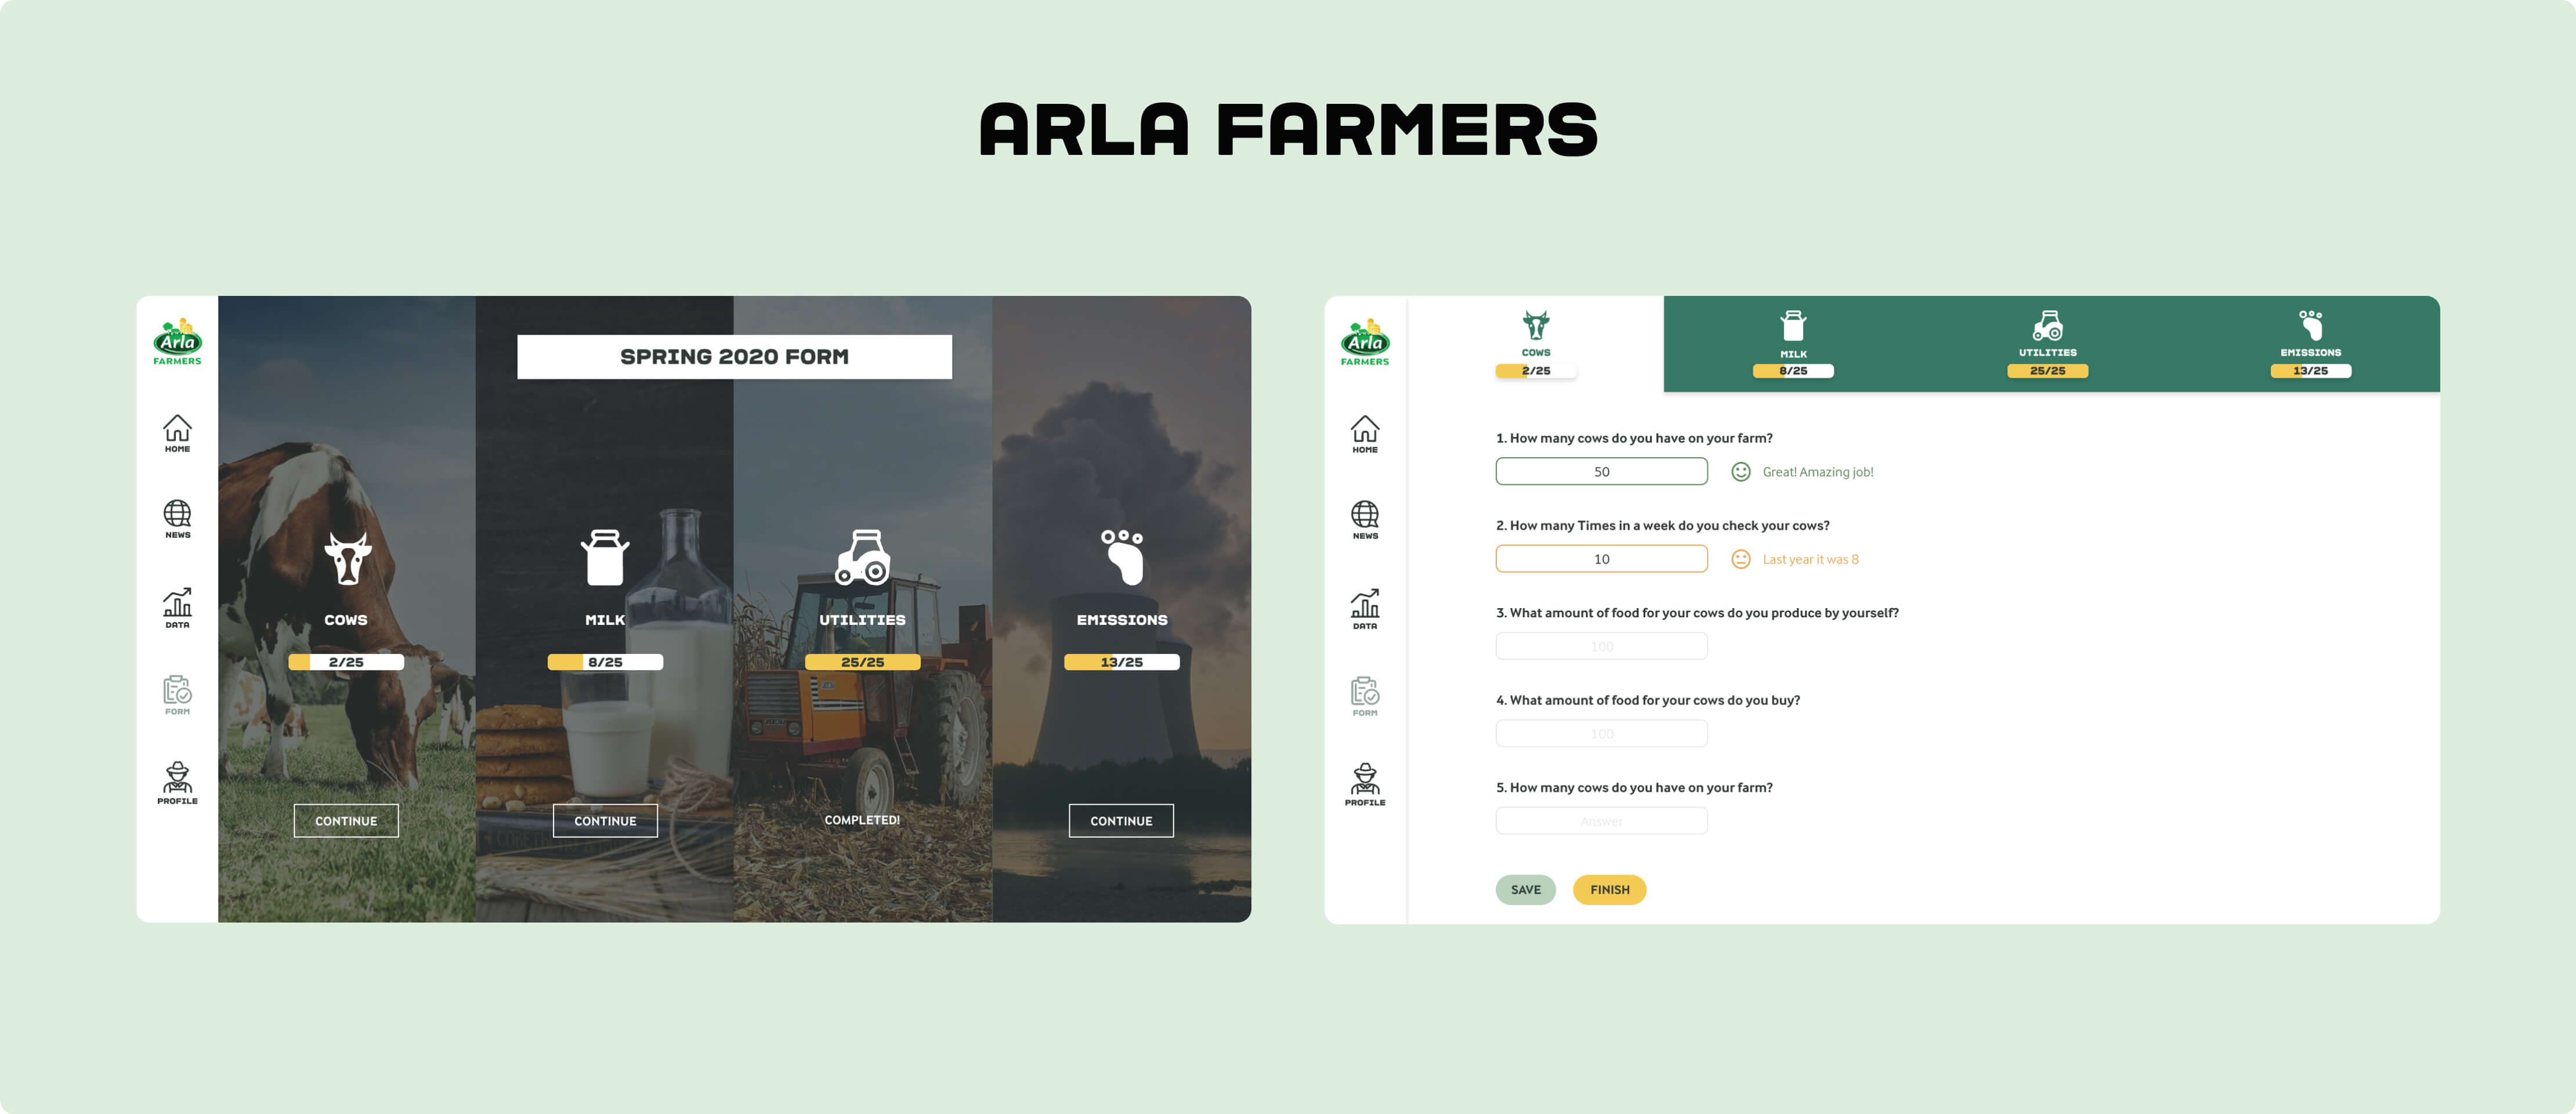 ARLA FARMERS
Arla
FARMERS
HOME
NEWS
DATA
FORM
PROFILE
SPRING 2020 FORM
COWS
2/25
CONTINUE
MILK
8/25
CONTINUE
UTILITIES
25/25
COMPLETED!
EMISSIONS
13/25
CONTINUE
Arla
FARMERS
HOME
NEWS
DATA
FORM
PROFILE
COWS
2/25
MILK
8/25
UTILITIES
25/25
EMISSIONS
13/25
1. How many cows do you have on your farm?
50
Great! Amazing job!
2. How many Times in a week do you check your cows?
10
Last year it was 8
3. What amount of food for your cows do you produce by yourself?
100
4. What amount of food for your cows do you buy?
100
5. How many cows do you have on your farm?
Answer
SAVE
FINISH